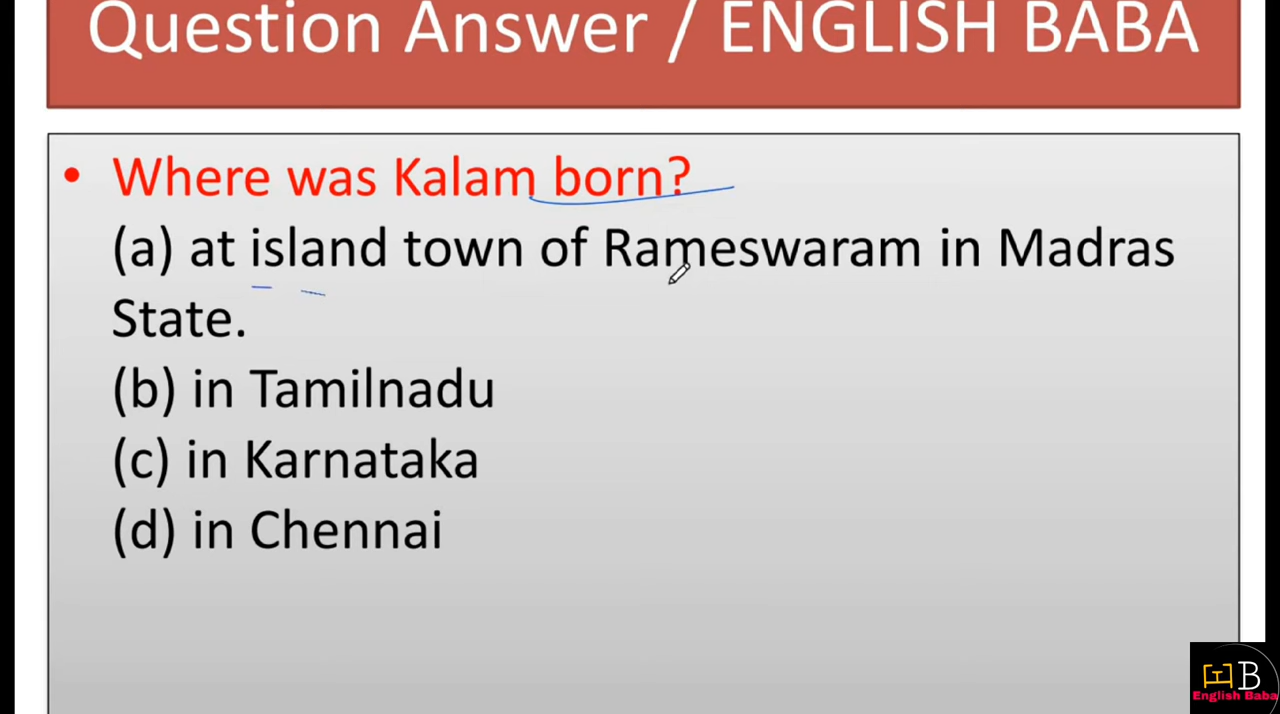 Question Answer / ENGLISH BABA
• Where was Kalam born?
(a) at island town of Rameswaram in Madras
State.
(b) in Tamilnadu
(c) in Karnataka
(d) in Chennai
EB
English Baba